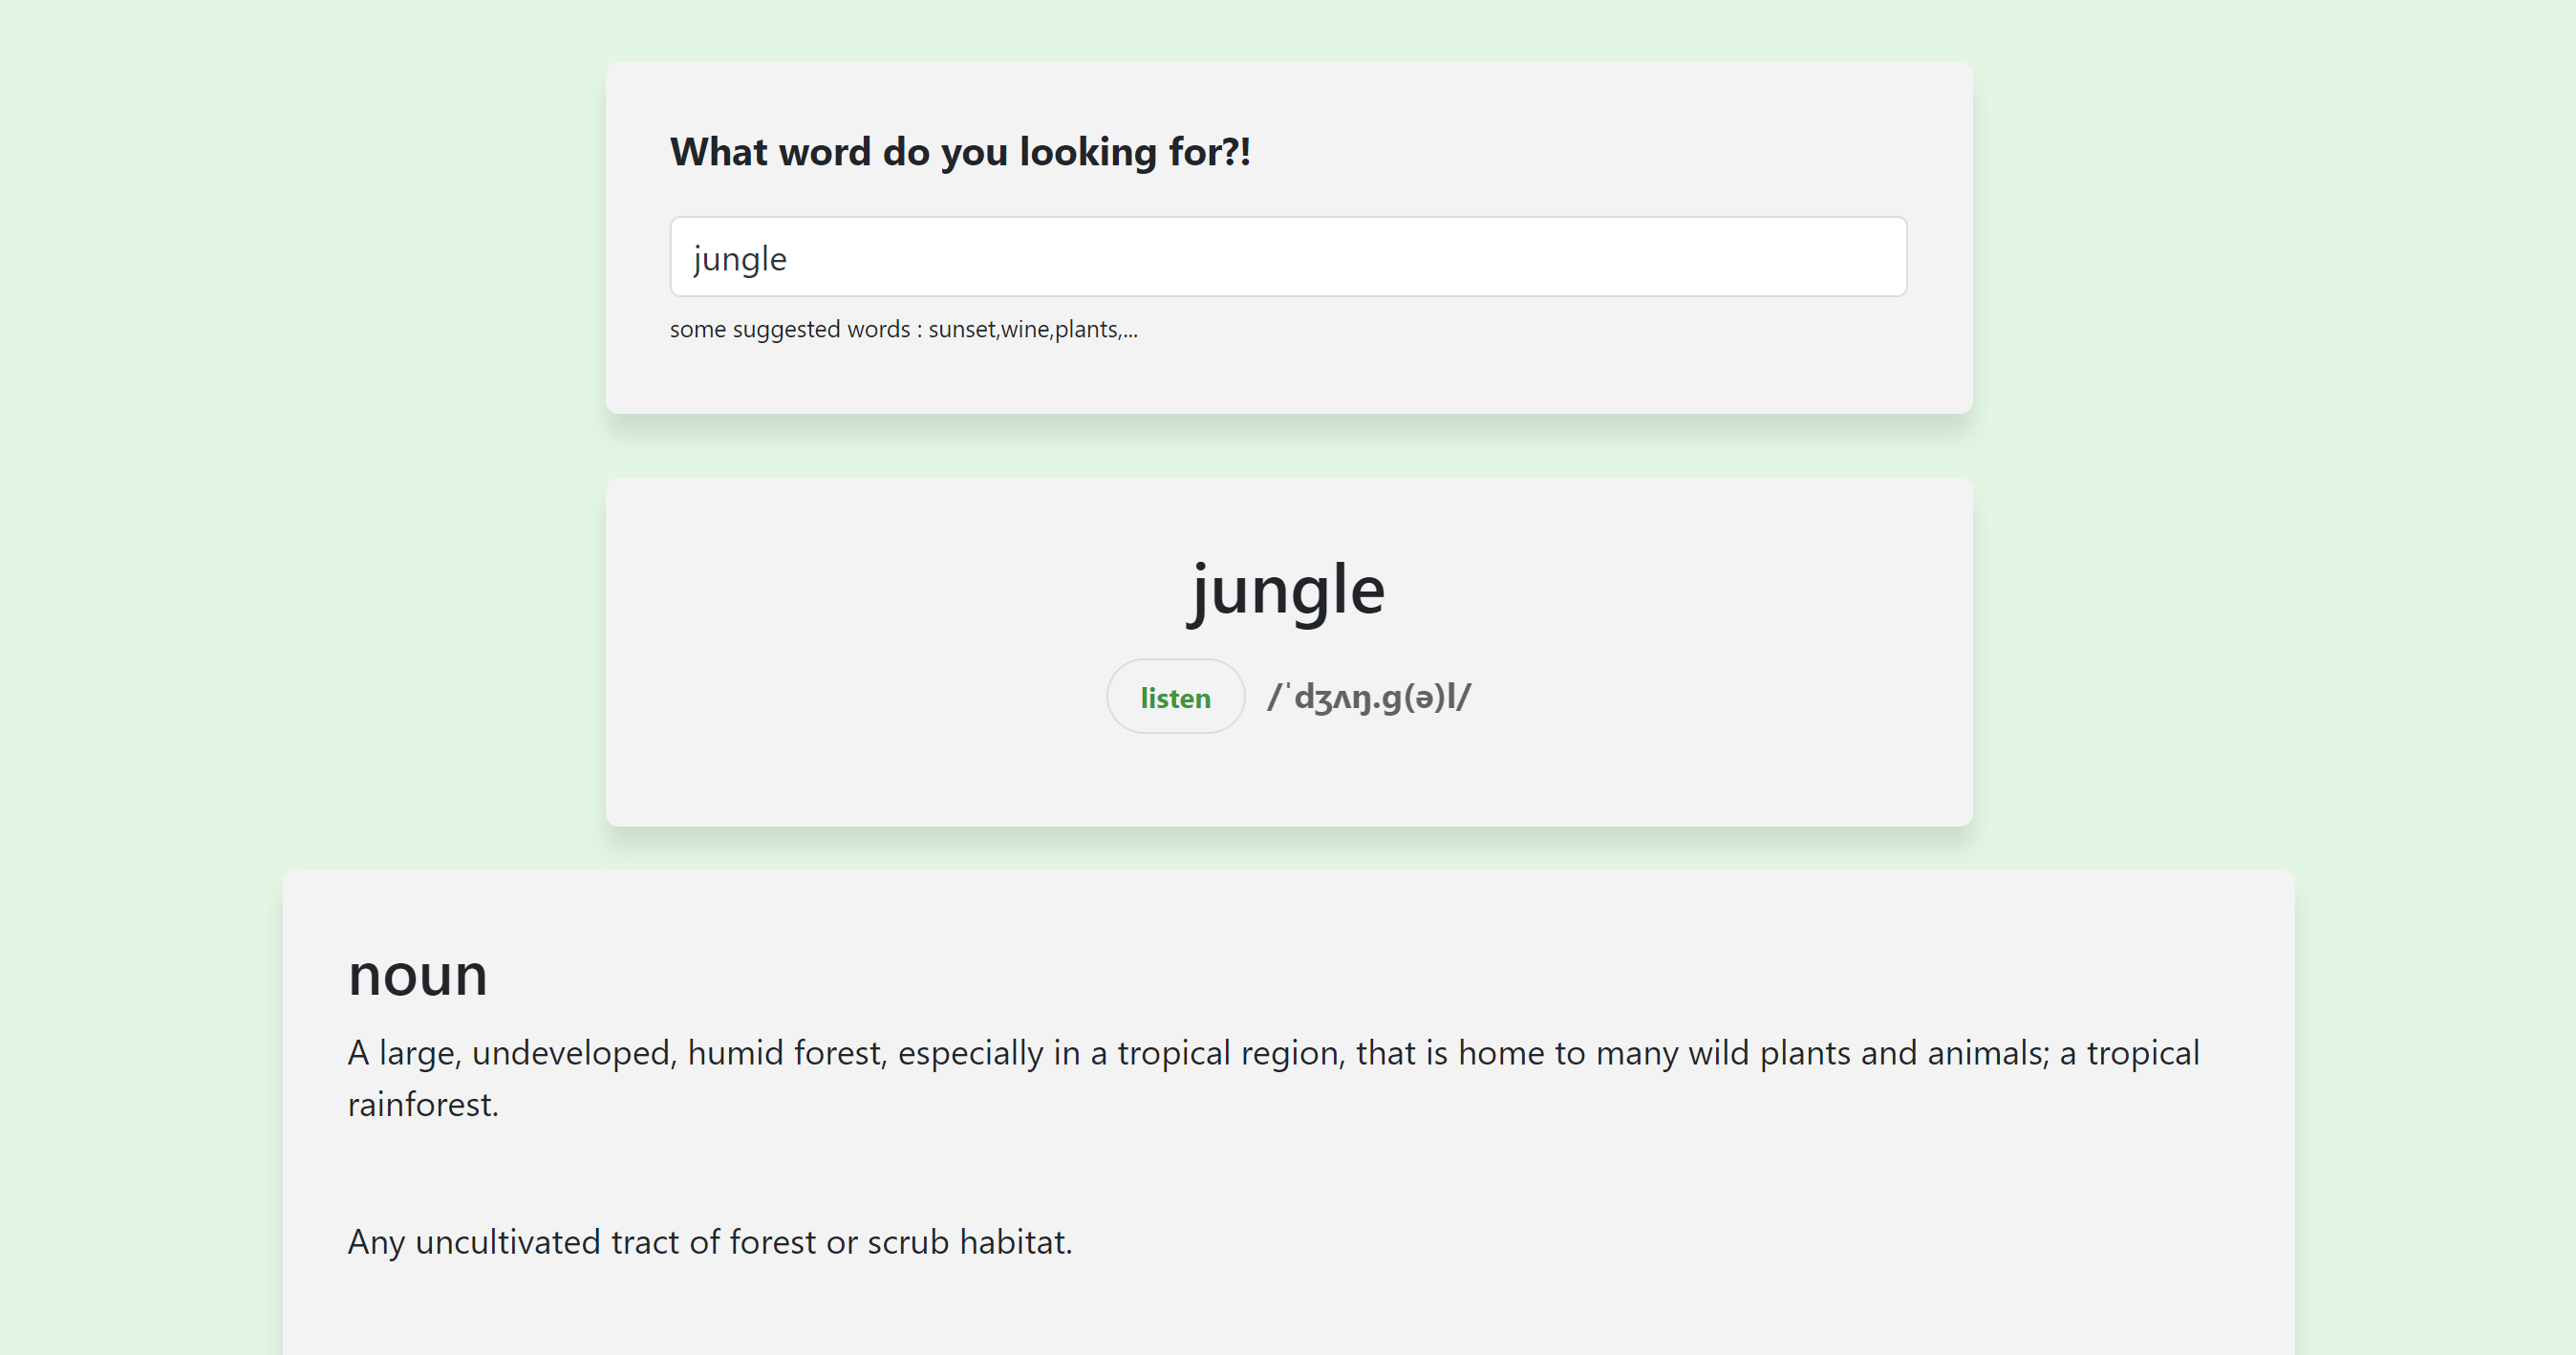 What word do you looking for?!
jungle
some suggested words : sunset,wine,plants,...
jungle
listen /ˈdʒʌŋ.ɡ(ə)l/
noun
A large, undeveloped, humid forest, especially in a tropical region, that is home to many wild plants and animals; a tropical
rainforest.
Any uncultivated tract of forest or scrub habitat.